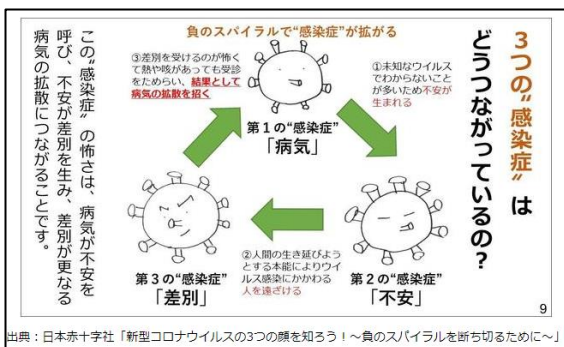 3つの“感染症”は
どうつながっているの?
負のスパイラルで“感染症”が拡がる
①未知なウイルス
でわからないこと
が多いため不安が
生まれる
第1の“感染症”
「病気」
第2の“感染症”
「不安」
②人間の生き延びよう
とする本能によりウイ
ルス感染にかかわる
人を遠ざける
第3の“感染症”
「差別」
③差別を受けるのが怖く
て熱や咳があっても受診
をためらい、結果として
病気の拡散を招く
この“感染症”の怖さは、病気が不安を
呼び、不安が差別を生み、差別が更なる
病気の拡散につながることです。
9
出典：日本赤十字社「新型コロナウイルスの3つの顔を知ろう！～負のスパイラルを断ち切るために～」